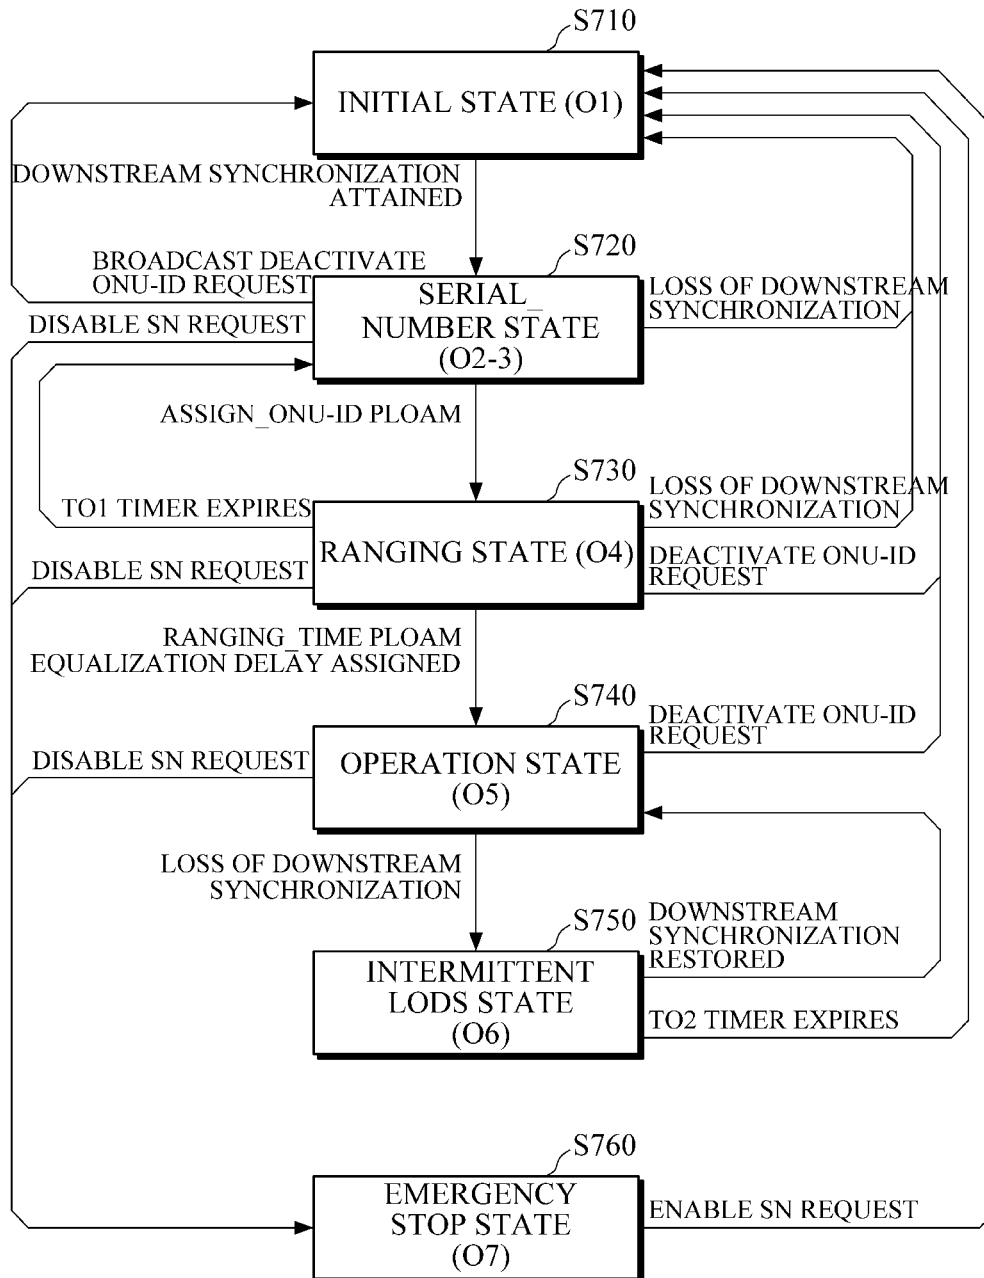 S710
INITIAL STATE (O1)
DOWNSTREAM SYNCHRONIZATION
ATTAINED
S720
BROADCAST DEACTIVATE
ONU-ID REQUEST
DISABLE SN REQUEST
SERIAL_
NUMBER STATE
(O2-3)
LOSS OF DOWNSTREAM
SYNCHRONIZATION
ASSIGN_ONU-ID PLOAM
S730
TO1 TIMER EXPIRES
DISABLE SN REQUEST
RANGING STATE (O4)
LOSS OF DOWNSTREAM
SYNCHRONIZATION
DEACTIVATE ONU-ID
REQUEST
RANGING_TIME PLOAM
EQUALIZATION DELAY ASSIGNED
S740
DISABLE SN REQUEST
OPERATION STATE
(O5)
DEACTIVATE ONU-ID
REQUEST
LOSS OF DOWNSTREAM
SYNCHRONIZATION
S750
INTERMITTENT
LODS STATE
(O6)
DOWNSTREAM
SYNCHRONIZATION
RESTORED
TO2 TIMER EXPIRES
S760
EMERGENCY
STOP STATE
(O7)
ENABLE SN REQUEST